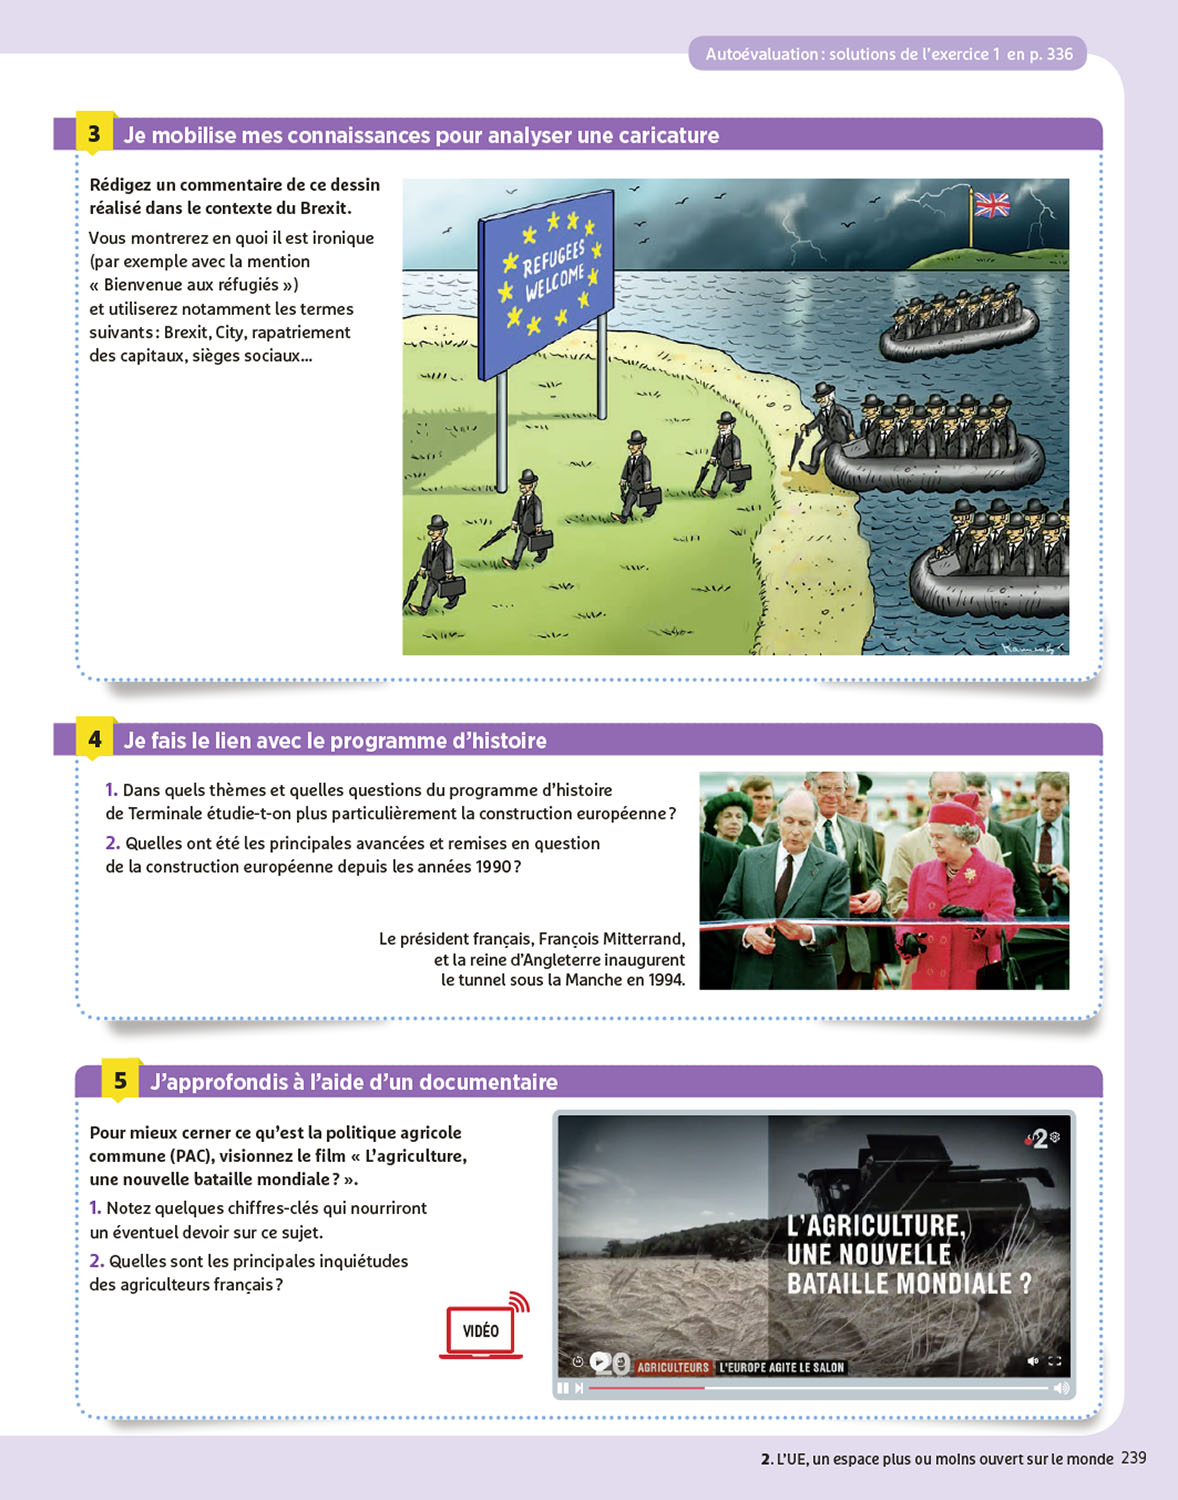 Autoévaluation : solutions de l'exercice 1 en p. 336
3 Je mobilise mes connaissances pour analyser une caricature
Rédigez un commentaire de ce dessin
réalisé dans le contexte du Brexit.
Vous montrerez en quoi il est ironique
(par exemple avec la mention
« Bienvenue aux réfugiés »)
et utiliserez notamment les termes
suivants : Brexit, City, rapatriement
des capitaux, sièges sociaux...
REFUGEES
WELCOME
4 Je fais le lien avec le programme d'histoire
1. Dans quels thèmes et quelles questions du programme d'histoire
de Terminale étudie-t-on plus particulièrement la construction européenne ?
2. Quelles ont été les principales avancées et remises en question
de la construction européenne depuis les années 1990 ?
Le président français, François Mitterrand,
et la reine d'Angleterre inaugurent
le tunnel sous la Manche en 1994.
5 J'approfondis à l'aide d'un documentaire
Pour mieux cerner ce qu'est la politique agricole
commune (PAC), visionnez le film « L'agriculture,
une nouvelle bataille mondiale ? ».
1. Notez quelques chiffres-clés qui nourriront
un éventuel devoir sur ce sujet.
2. Quelles sont les principales inquiétudes
des agriculteurs français ?
VIDÉO
2
L'AGRICULTURE,
UNE NOUVELLE
BATAILLE MONDIALE ?
20 AGRICULTEURS L'EUROPE AGITE LE SALON
2. L'UE, un espace plus ou moins ouvert sur le monde 239